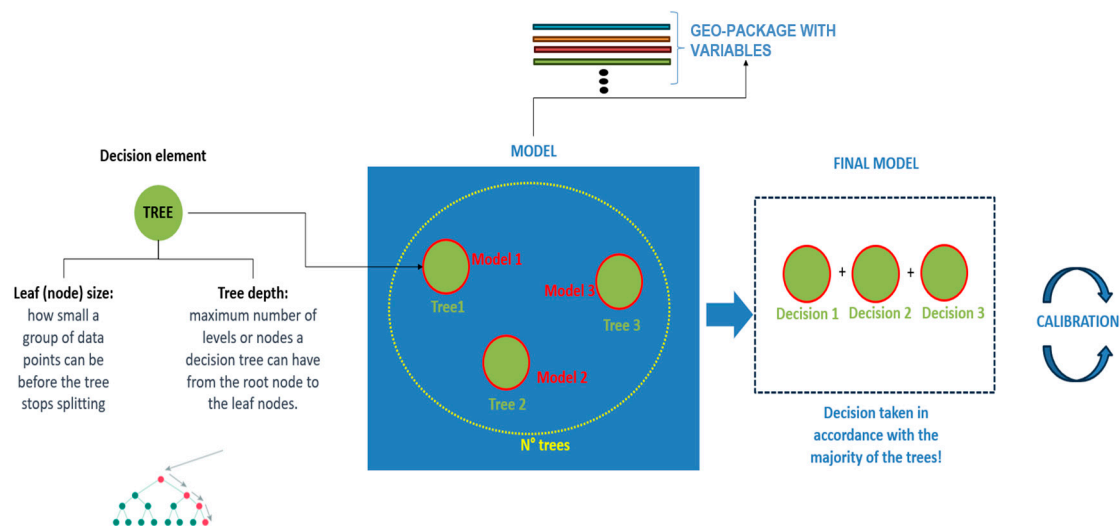 GEO-PACKAGE WITH
VARIABLES
Decision element
TREE
Leaf (node) size:
how small a
group of data
points can be
before the tree
stops splitting
Tree depth:
maximum number of
levels or nodes a
decision tree can have
from the root node to
the leaf nodes.
MODEL
Model 1
Tree1
Model 3
Tree 3
Model 2
Tree 2
N° trees
FINAL MODEL
+ +
Decision 1 Decision 2 Decision 3
Decision taken in
accordance with the
majority of the trees!
CALIBRATION